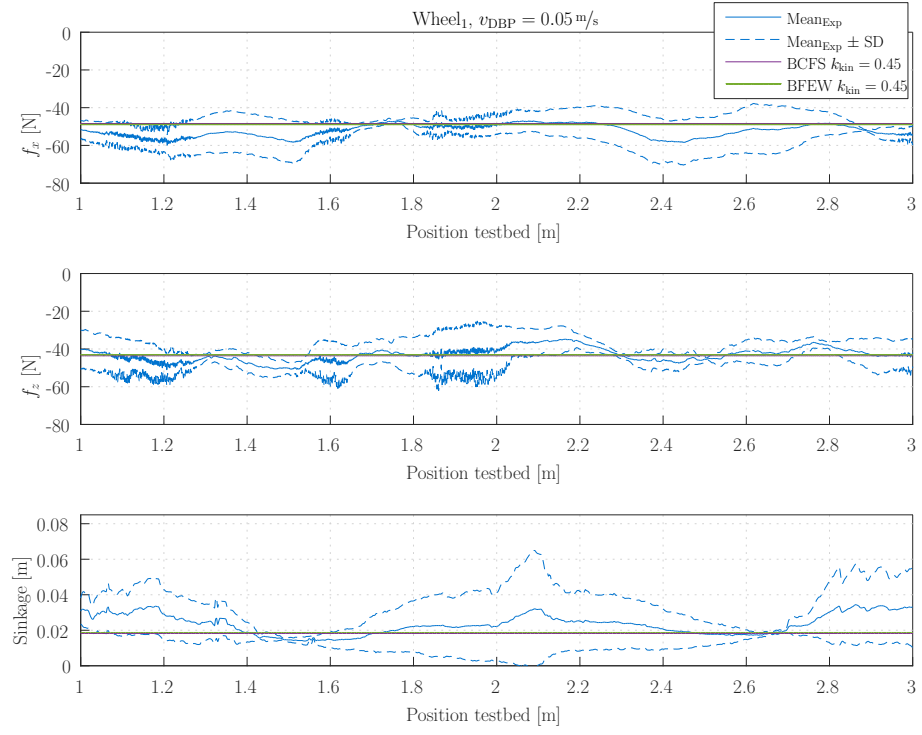 Wheel₁, v_DBP = 0.05 m/s
Mean_Exp
Mean_Exp ± SD
BCFS k_kin = 0.45
BFEW k_kin = 0.45
0
-20
-40
-60
-80
f_x [N]
1 1.2 1.4 1.6 1.8 2 2.2 2.4 2.6 2.8 3
Position testbed [m]
0
-20
-40
-60
-80
f_z [N]
1 1.2 1.4 1.6 1.8 2 2.2 2.4 2.6 2.8 3
Position testbed [m]
0.08
0.06
0.04
0.02
0
Sinkage [m]
1 1.2 1.4 1.6 1.8 2 2.2 2.4 2.6 2.8 3
Position testbed [m]